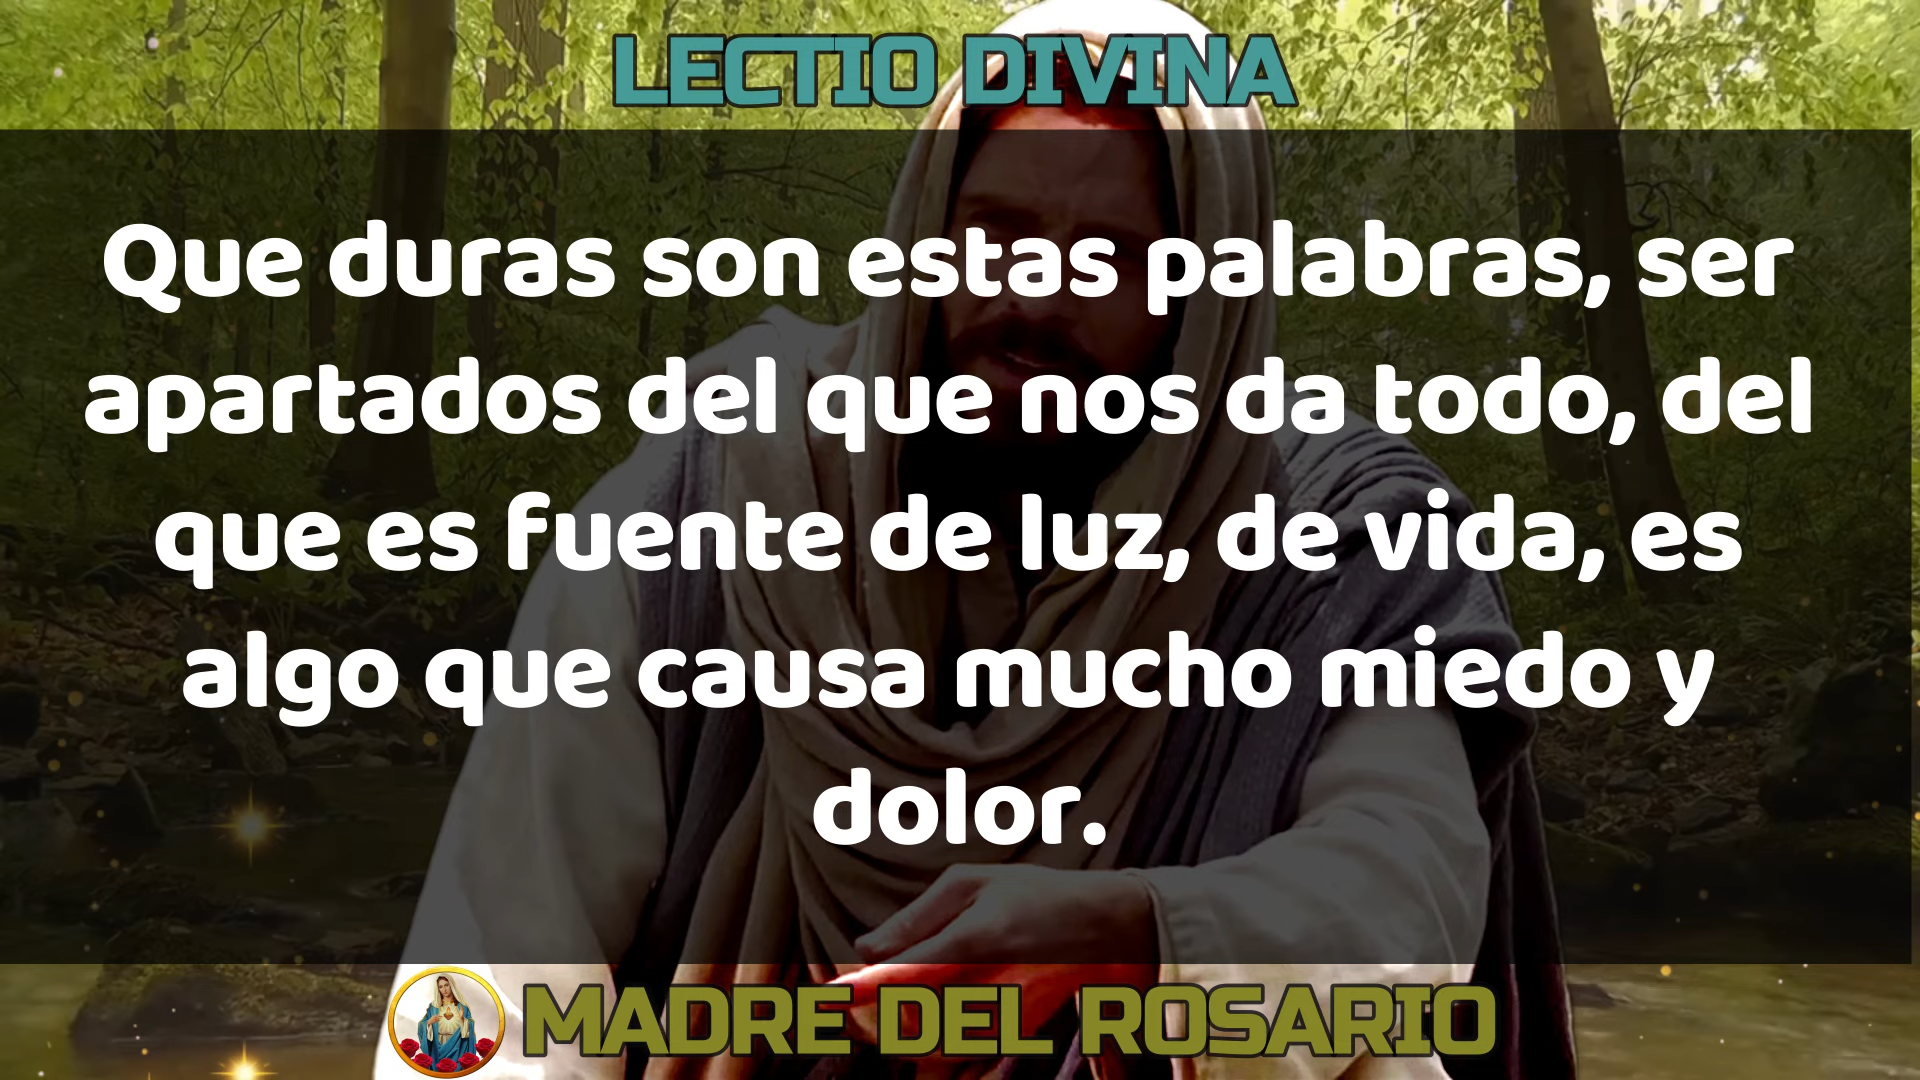 LECTIO DIVINA
Que duras son estas palabras, ser
apartados del que nos da todo, del
que es fuente de luz, de vida, es
algo que causa mucho miedo y
dolor.
MADRE DEL ROSARIO